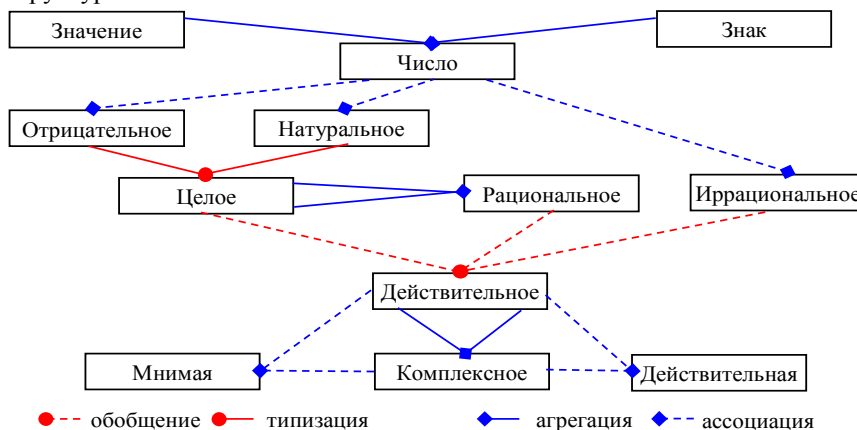 Значение
Знак
Число
Отрицательное
Натуральное
Целое
Рациональное
Иррациональное
Действительное
Мнимая
Комплексное
Действительная
обобщение типизация агрегация ассоциация